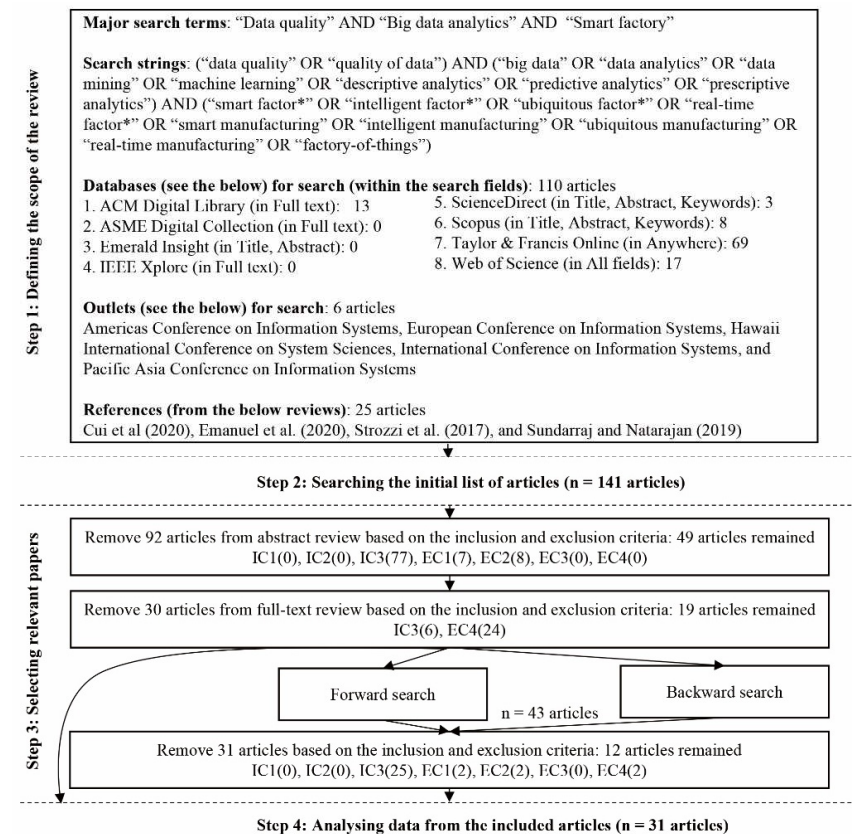 Major search terms: “Data quality” AND “Big data analytics” AND “Smart factory”
Search strings: (“data quality” OR “quality of data”) AND (“big data” OR “data analytics” OR “data
mining” OR “machine learning” OR “descriptive analytics” OR “predictive analytics” OR “prescriptive
analytics”) AND (“smart factor*” OR “intelligent factor*” OR “ubiquitous factor*” OR “real-time
factor*” OR “smart manufacturing” OR “intelligent manufacturing” OR “ubiquitous manufacturing” OR
“real-time manufacturing” OR “factory-of-things”)
Databases (see the below) for search (within the search fields): 110 articles
1. ACM Digital Library (in Full text): 13
2. ASME Digital Collection (in Full text): 0
3. Emerald Insight (in Title, Abstract): 0
4. IEEE Xplore (in Full text): 0
5. ScienceDirect (in Title, Abstract, Keywords): 3
6. Scopus (in Title, Abstract, Keywords): 8
7. Taylor & Francis Online (in Anywhere): 69
8. Web of Science (in All fields): 17
Outlets (see the below) for search: 6 articles
Americas Conference on Information Systems, European Conference on Information Systems, Hawaii
International Conference on System Sciences, International Conference on Information Systems, and
Pacific Asia Conference on Information Systems
References (from the below reviews): 25 articles
Cui et al (2020), Emanuel et al. (2020), Strozzi et al. (2017), and Sundarraj and Natarajan (2019)
Step 1: Defining the scope of the review
Step 2: Searching the initial list of articles (n = 141 articles)
Step 3: Selecting relevant papers
Remove 92 articles from abstract review based on the inclusion and exclusion criteria: 49 articles remained
IC1(0), IC2(0), IC3(77), EC1(7), EC2(8), EC3(0), EC4(0)
Remove 30 articles from full-text review based on the inclusion and exclusion criteria: 19 articles remained
IC3(6), EC4(24)
Forward search
Backward search
n = 43 articles
Remove 31 articles based on the inclusion and exclusion criteria: 12 articles remained
IC1(0), IC2(0), IC3(25), EC1(2), EC2(2), EC3(0), EC4(2)
Step 4: Analysing data from the included articles (n = 31 articles)